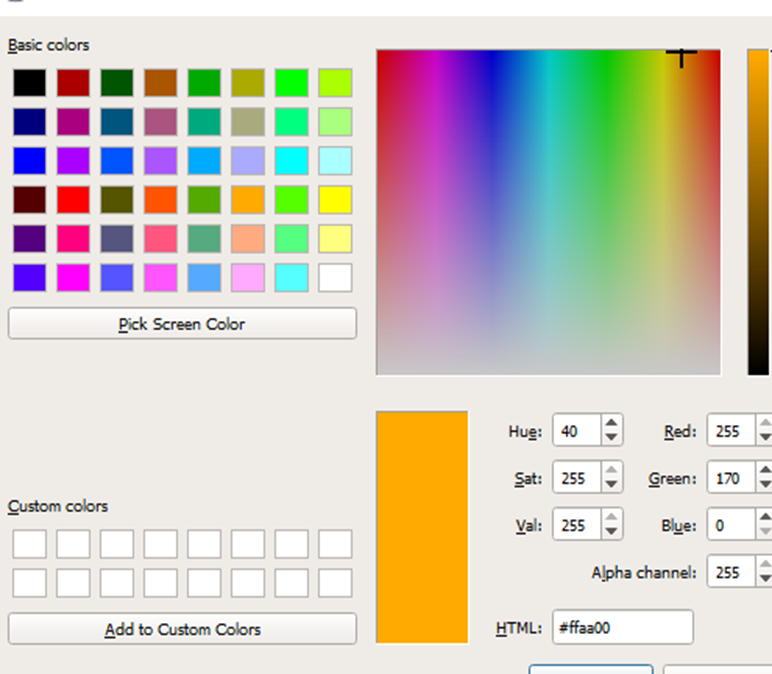 Basic colors
Pick Screen Color
Hue: 40 Red: 255
Sat: 255 Green: 170
Val: 255 Blue: 0
Custom colors
Alpha channel: 255
Add to Custom Colors
HTML: #ffaa00